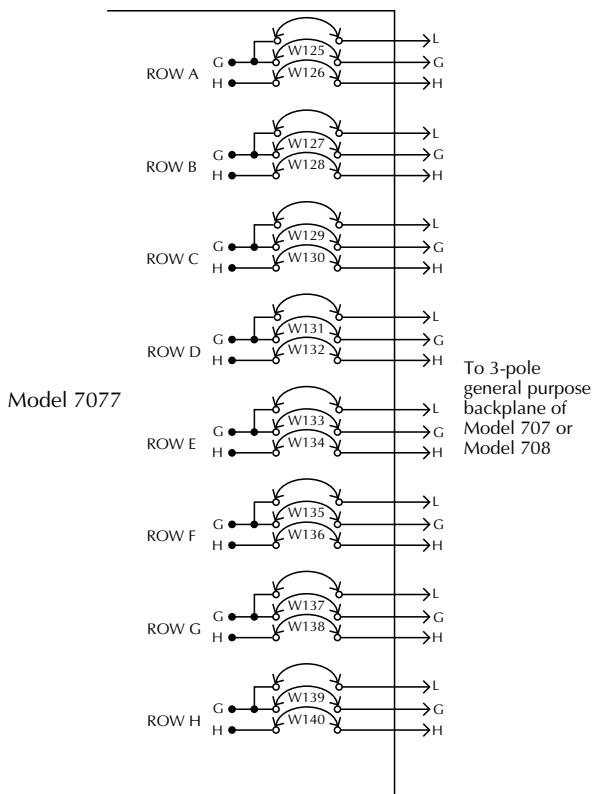 L
W125
G G
ROW A W126
H H
L
W127
G G
ROW B W128
H H
L
W129
G G
ROW C W130
H H
L
W131
G G
ROW D W132
H H
To 3-pole
general purpose
backplane of
Model 707 or
Model 708
Model 7077
L
W133
G G
ROW E W134
H H
L
W135
G G
ROW F W136
H H
L
W137
G G
ROW G W138
H H
L
W139
G G
ROW H W140
H H